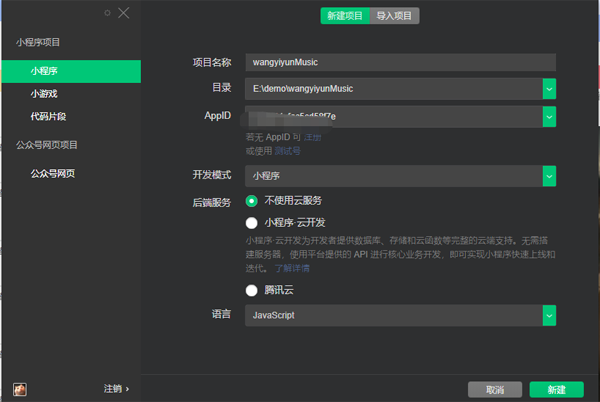 新建项目
导入项目
小程序项目
小程序
小游戏
代码片段
公众号网页项目
公众号网页
项目名称
wangyiyunMusic
目录
E:\demo\wangyiyunMusic
AppID
若无 AppID 可 注册
或使用 测试号
开发模式
小程序
后端服务
不使用云服务
小程序·云开发
小程序·云开发为开发者提供数据库、存储和云函数等完整的云端支持。无需搭
建服务器，使用平台提供的 API 进行核心业务开发，即可实现小程序快速上线和
迭代。 了解详情
腾讯云
语言
JavaScript
注销 ›
取消
新建